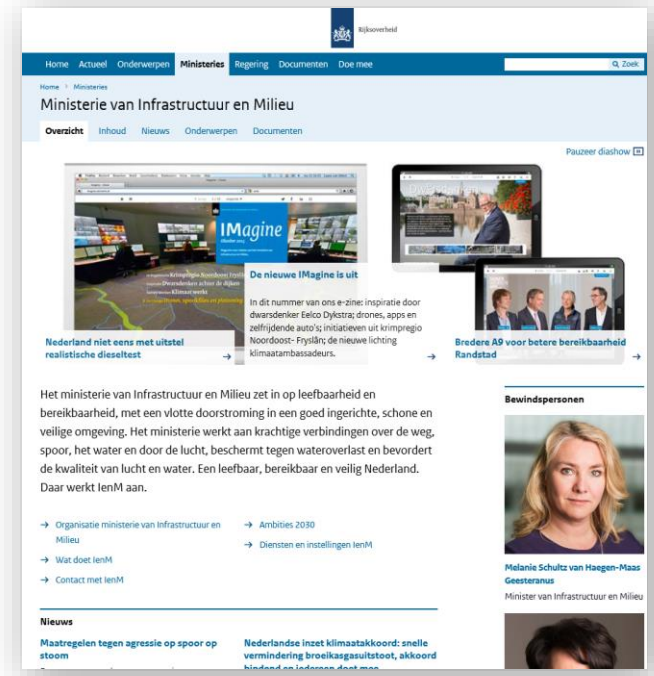 Rijksoverheid
Home Actueel Onderwerpen Ministeries Regering Documenten Doe mee
Zoek
Home › Ministeries
Ministerie van Infrastructuur en Milieu
Overzicht Inhoud Nieuws Onderwerpen Documenten
Pauzeer diashow
IMagine
Nederland niet eens met uitstel
realistische dieseltest →
De nieuwe IMagine is uit
In dit nummer van ons e-zine: inspiratie door
dwarsdenker Eelco Dykstra; drones, apps en
zelfrijdende auto's; initiatieven uit krimpregio
Noordoost- Fryslân; de nieuwe lichting
klimaatambassadeurs. →
Bredere A9 voor betere bereikbaarheid
Randstad →
Het ministerie van Infrastructuur en Milieu zet in op leefbaarheid en
bereikbaarheid, met een vlotte doorstroming in een goed ingerichte, schone en
veilige omgeving. Het ministerie werkt aan krachtige verbindingen over de weg,
spoor, het water en door de lucht, beschermt tegen wateroverlast en bevordert
de kwaliteit van lucht en water. Een leefbaar, bereikbaar en veilig Nederland.
Daar werkt IenM aan.
→ Organisatie ministerie van Infrastructuur en
Milieu
→ Wat doet IenM
→ Contact met IenM
→ Ambities 2030
→ Diensten en instellingen IenM
Bewindspersonen
Melanie Schultz van Haegen-Maas
Geesteranus
Minister van Infrastructuur en Milieu
Nieuws
Maatregelen tegen agressie op spoor op
stoom
Nederlandse inzet klimaatakkoord: snelle
vermindering broeikasgasuitstoot, akkoord
bindend en iedereen doet mee